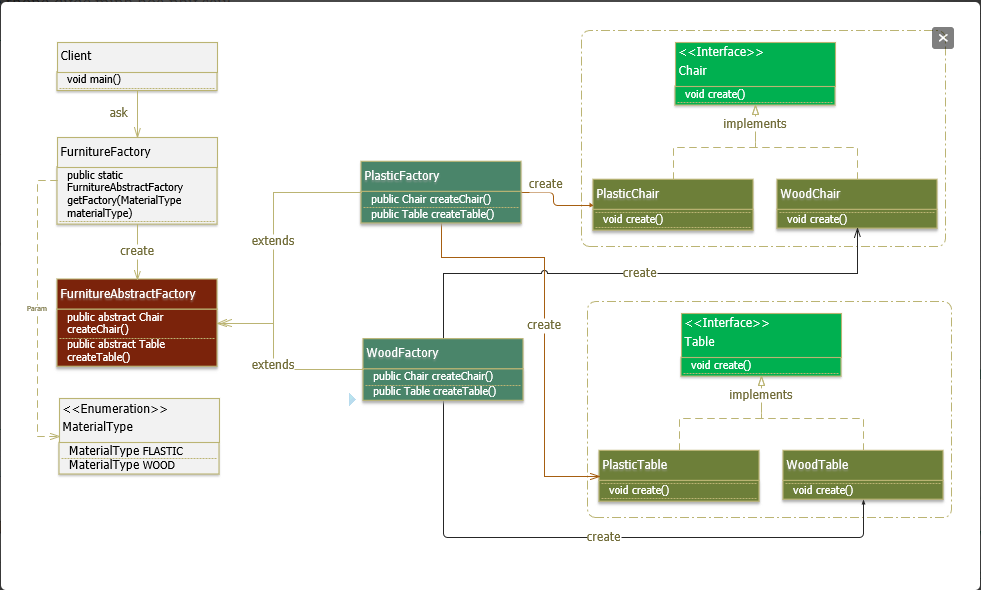 Client
void main()
ask
FurnitureFactory
public static
FurnitureAbstractFactory
getFactory(MaterialType
materialType)
create
Param
FurnitureAbstractFactory
public abstract Chair
createChair()
public abstract Table
createTable()
<<Enumeration>>
MaterialType
MaterialType FLASTIC
MaterialType WOOD
extends
extends
PlasticFactory
public Chair createChair()
public Table createTable()
WoodFactory
public Chair createChair()
public Table createTable()
create
create
create
create
<<Interface>>
Chair
void create()
implements
PlasticChair
void create()
WoodChair
void create()
<<Interface>>
Table
void create()
implements
PlasticTable
void create()
WoodTable
void create()